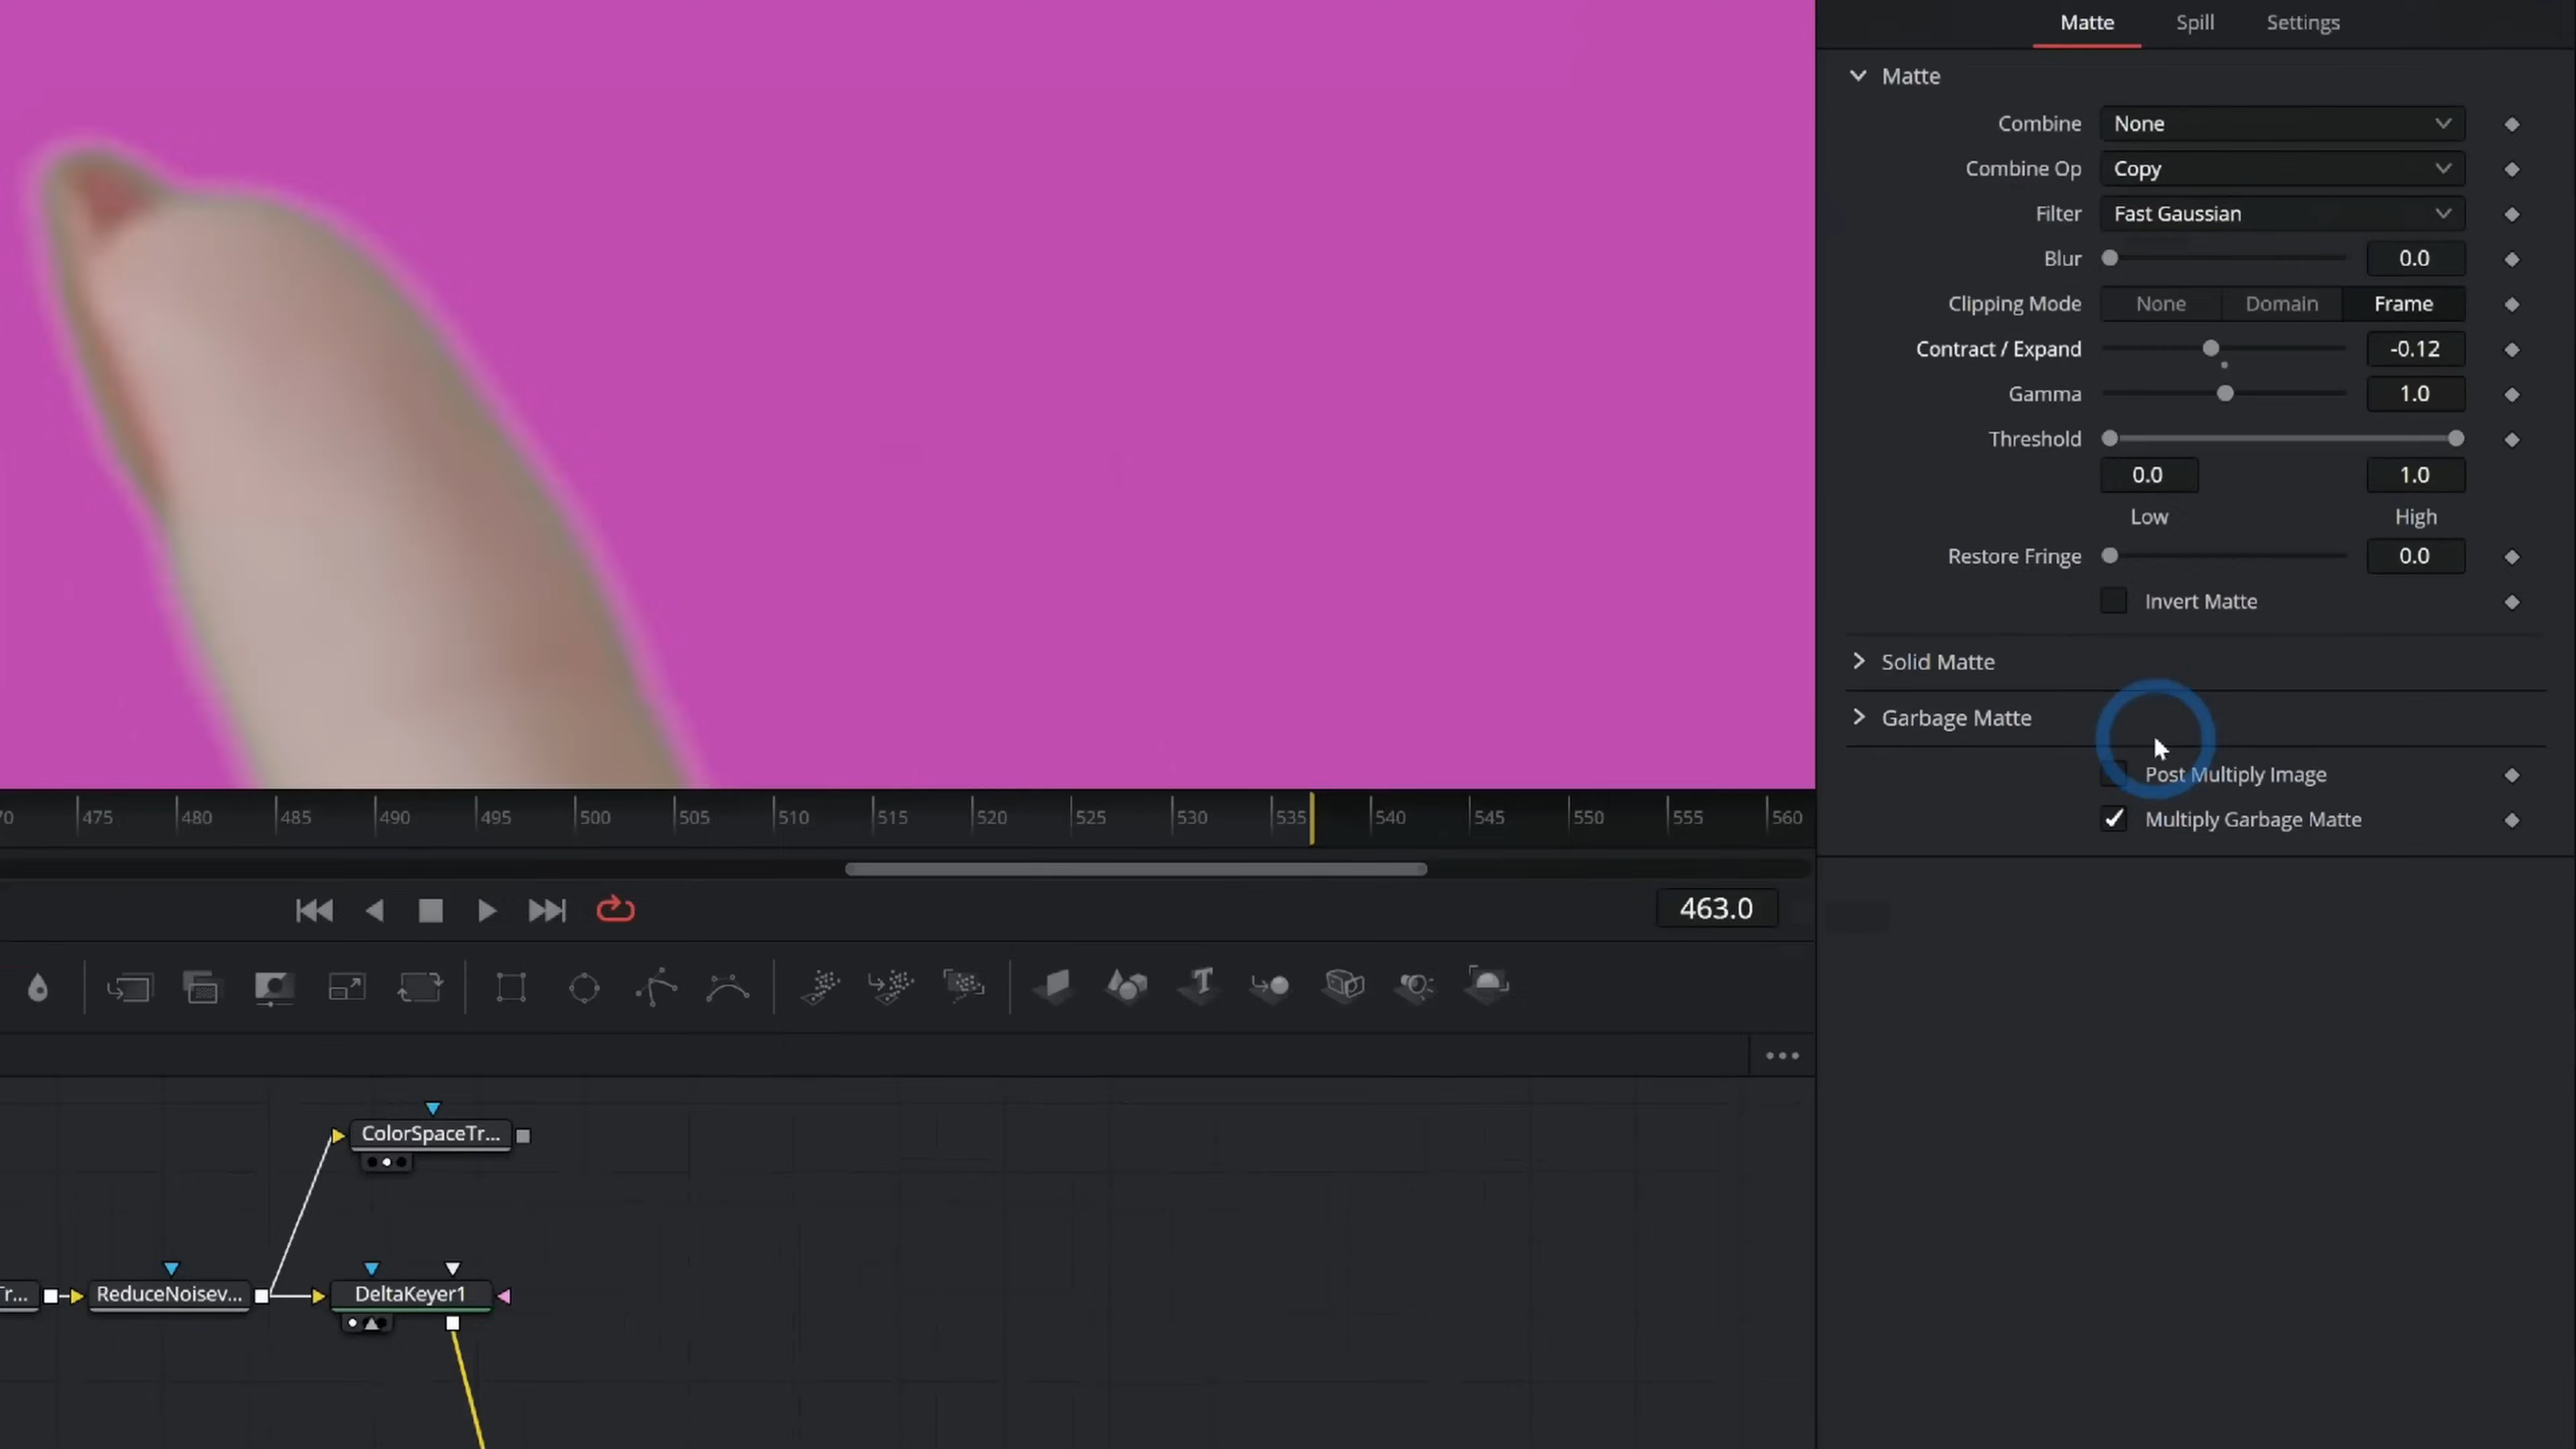 Matte Spill Settings
Matte
Combine None
Combine Op Copy
Filter Fast Gaussian
Blur 0.0
Clipping Mode None Domain Frame
Contract / Expand -0.12
Gamma 1.0
Threshold
0.0 1.0
Low High
Restore Fringe 0.0
Invert Matte
Solid Matte
Garbage Matte
Post Multiply Image
Multiply Garbage Matte
70 475 480 485 490 495 500 505 510 515 520 525 530 535 540 545 550 555 560
463.0
ColorSpaceTr...
Tr... ReduceNoisev... DeltaKeyer1